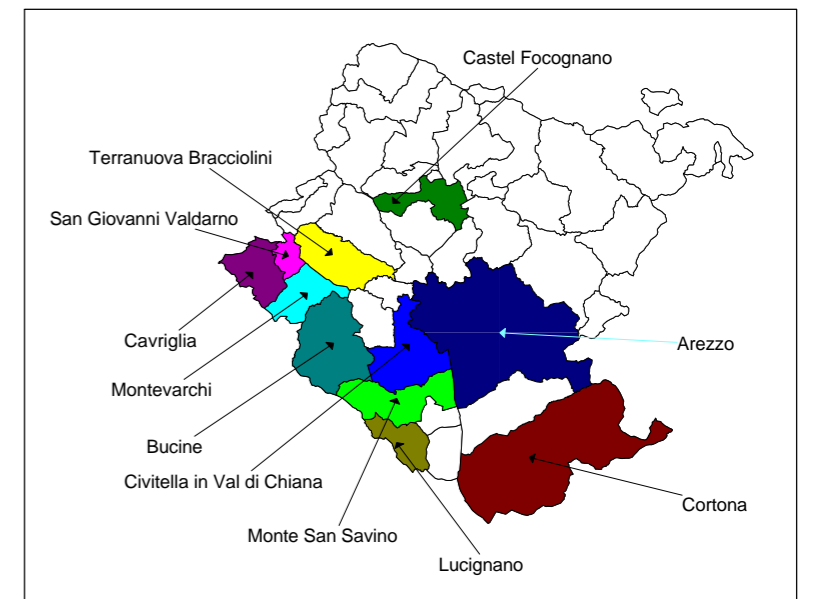 Castel Focognano
Terranuova Bracciolini
San Giovanni Valdarno
Cavriglia
Arezzo
Montevarchi
Bucine
Civitella in Val di Chiana
Cortona
Monte San Savino
Lucignano